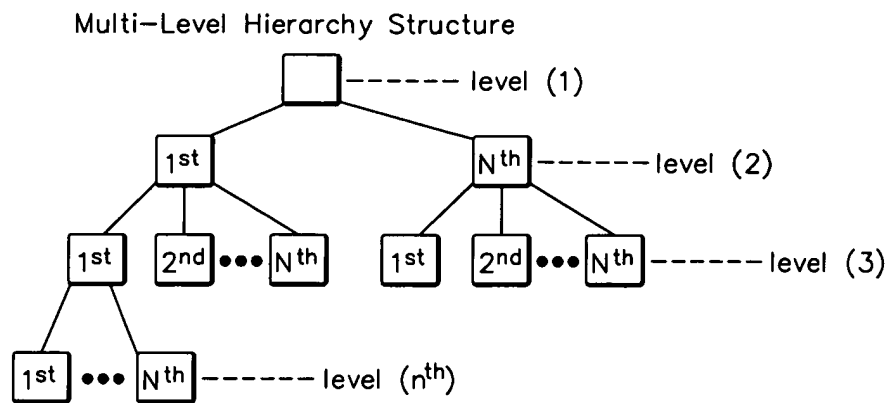 Multi-Level Hierarchy Structure
level (1)
1st Nth level (2)
1st 2nd ●●● Nth 1st 2nd ●●● Nth level (3)
1st ●●● Nth level (nth)